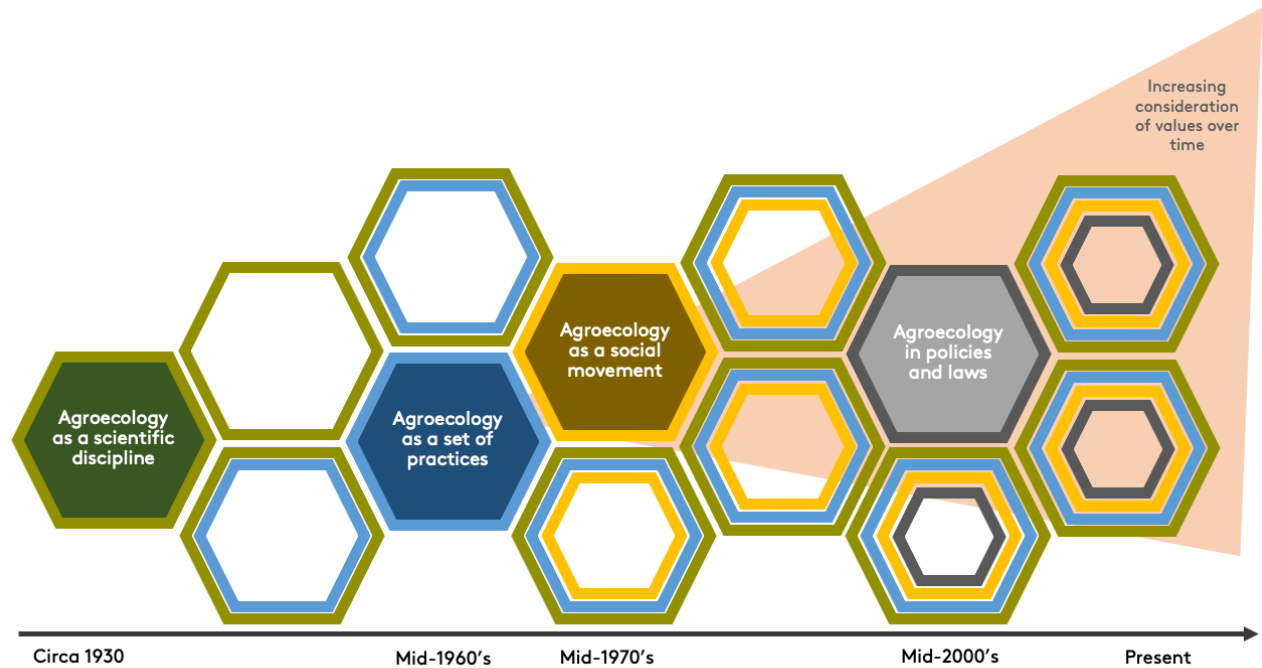 Increasing
consideration
of values over
time
Agroecology
as a scientific
discipline
Agroecology
as a set of
practices
Agroecology
as a social
movement
Agroecology
in policies
and laws
Circa 1930
Mid-1960's
Mid-1970's
Mid-2000's
Present